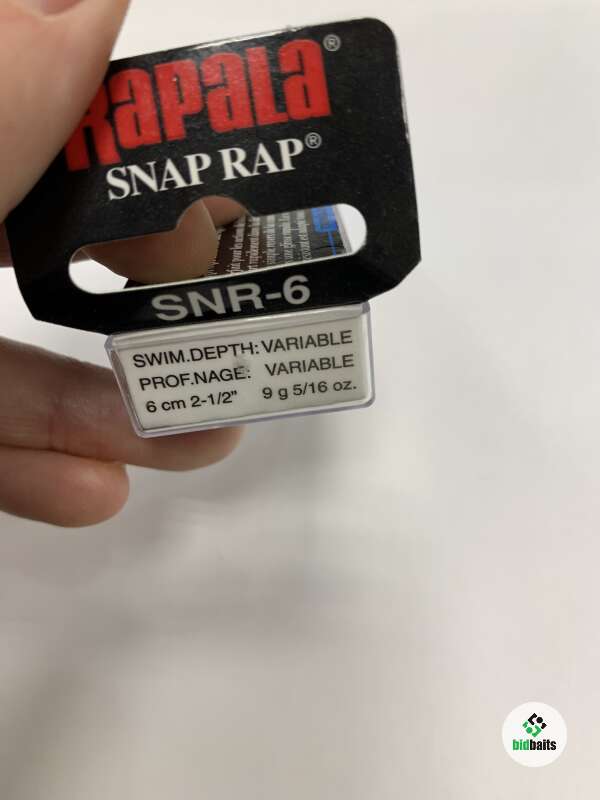 Rapala®
SNAP RAP®
SNR-6
SWIM.DEPTH: VARIABLE
PROF.NAGE: VARIABLE
6 cm 2-1/2" 9 g 5/16 oz.
bidbaits